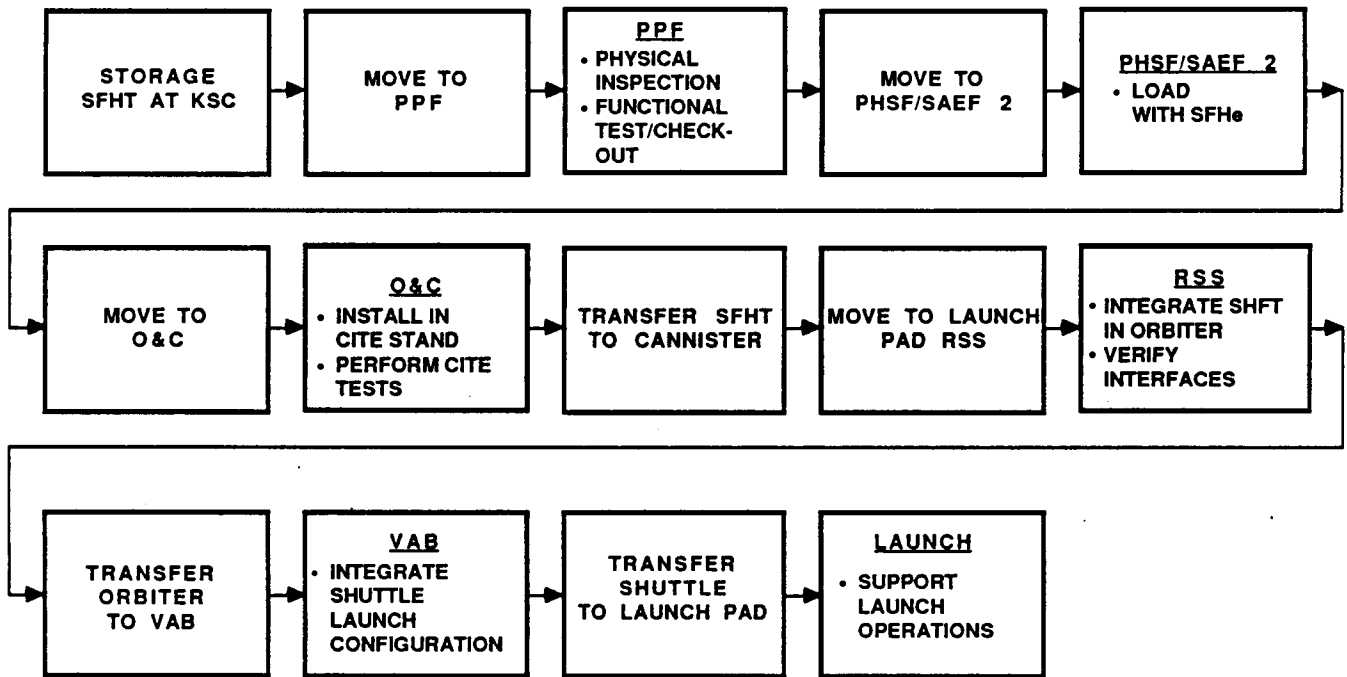 STORAGE
SFHT AT KSC
MOVE TO
PPF
PPF
• PHYSICAL
INSPECTION
• FUNCTIONAL
TEST/CHECK-
OUT
MOVE TO
PHSF/SAEF 2
PHSF/SAEF 2
• LOAD
WITH SFHe
MOVE TO
O&C
O&C
• INSTALL IN
CITE STAND
• PERFORM CITE
TESTS
TRANSFER SFHT
TO CANNISTER
MOVE TO LAUNCH
PAD RSS
RSS
• INTEGRATE SHFT
IN ORBITER
• VERIFY
INTERFACES
TRANSFER
ORBITER
TO VAB
VAB
• INTEGRATE
SHUTTLE
LAUNCH
CONFIGURATION
TRANSFER
SHUTTLE
TO LAUNCH PAD
LAUNCH
• SUPPORT
LAUNCH
OPERATIONS